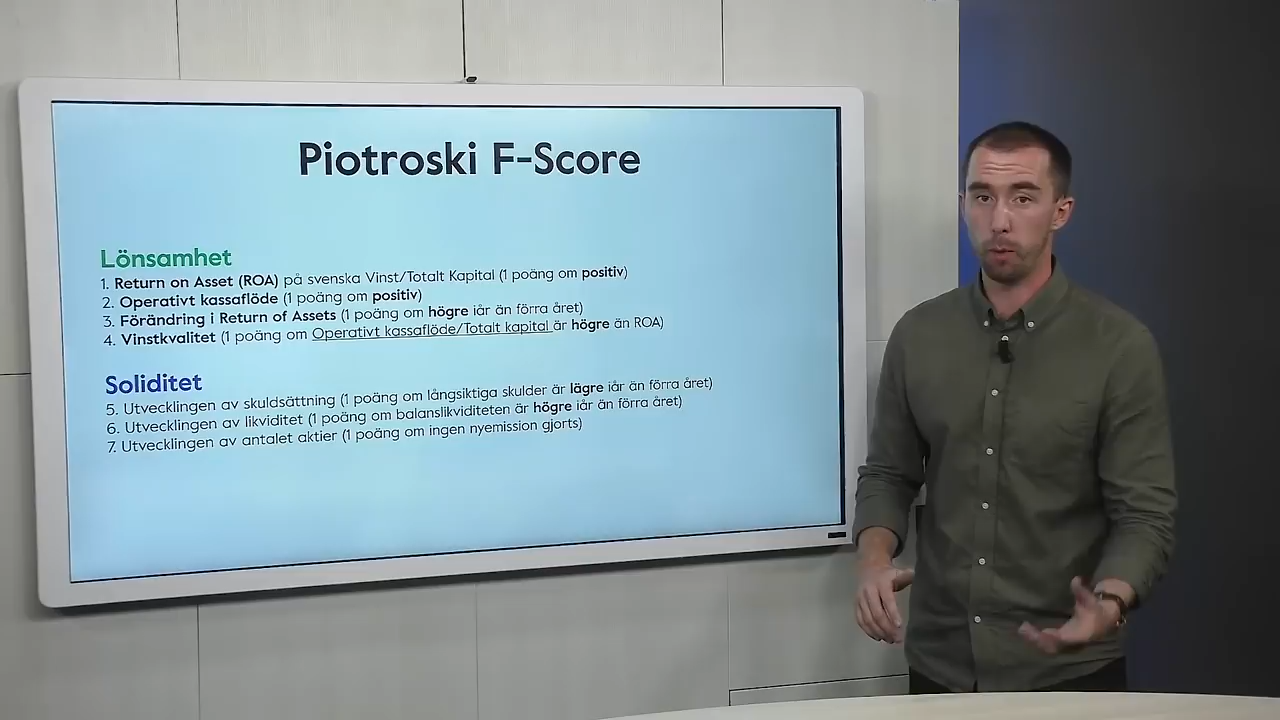 Piotroski F-Score
Lönsamhet
1. Return on Asset (ROA) på svenska Vinst/Totalt Kapital (1 poäng om positiv)
2. Operativt kassaflöde (1 poäng om positiv)
3. Förändring i Return of Assets (1 poäng om högre iår än förra året)
4. Vinstkvalitet (1 poäng om Operativt kassaflöde/Totalt kapital är högre än ROA)
Soliditet
5. Utvecklingen av skuldsättning (1 poäng om långsiktiga skulder är lägre iår än förra året)
6. Utvecklingen av likviditet (1 poäng om balanslikviditeten är högre iår än förra året)
7. Utvecklingen av antalet aktier (1 poäng om ingen nyemission gjorts)